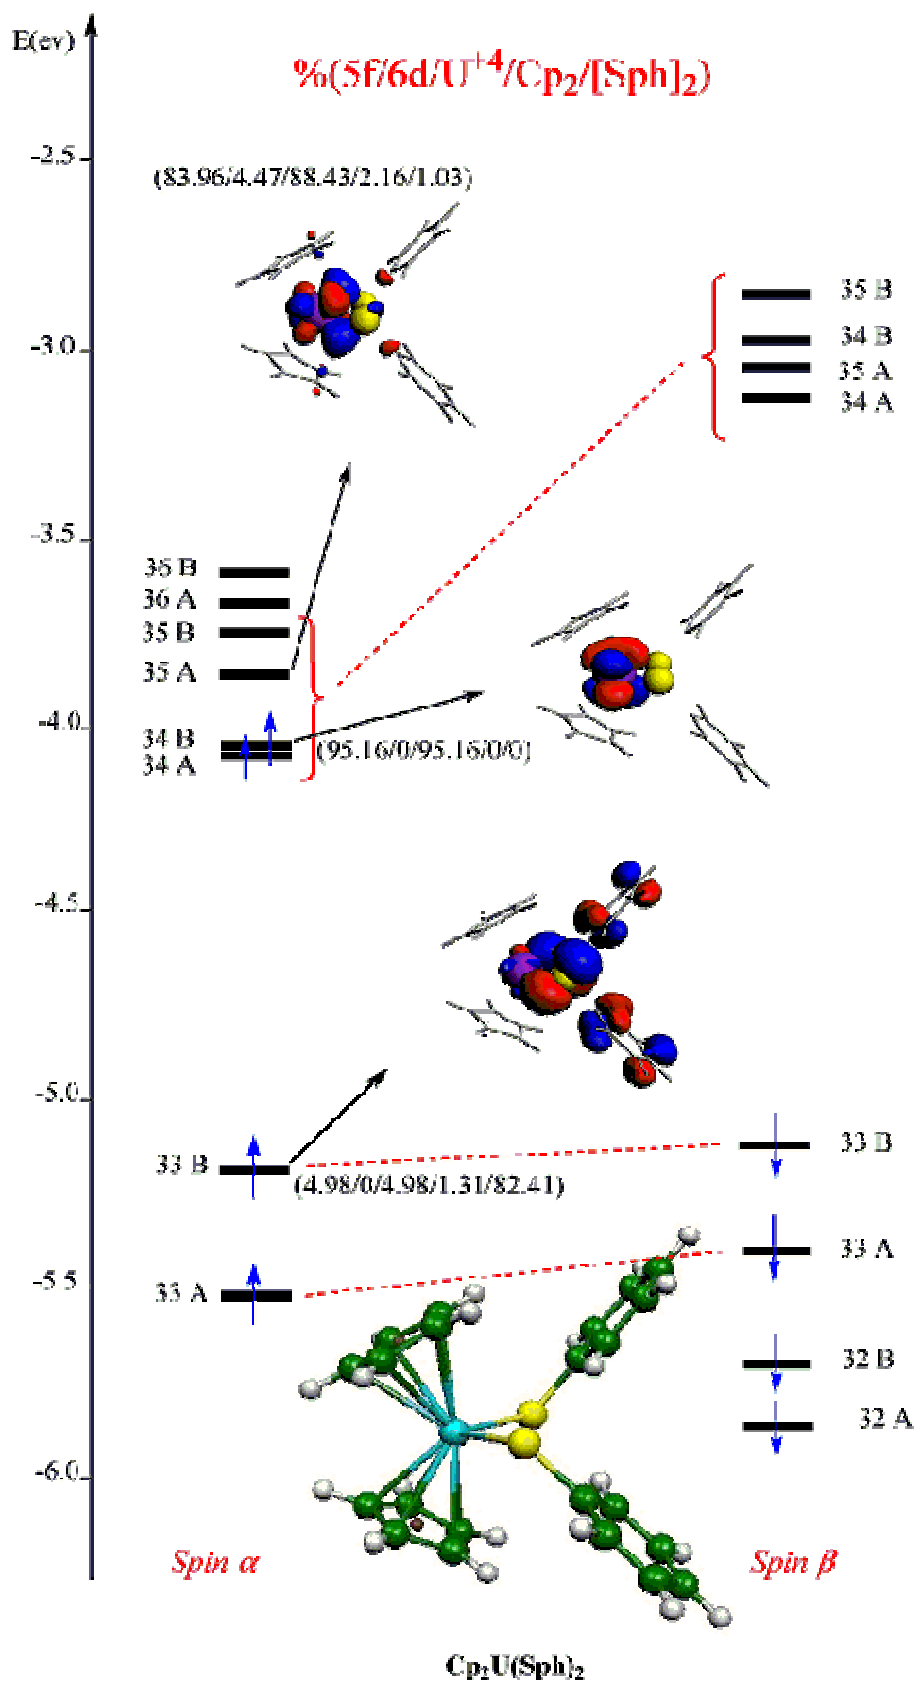 E(ev)
%(5f/6d/U+4/Cp2/[Sph]2)
-2.5
(83.96/4.47/88.43/2.16/1.03)
35 B
-3.0
34 B
35 A
34 A
-3.5
36 B
36 A
35 B
35 A
-4.0
34 B
34 A
(95.16/0/95.16/0/0)
-4.5
-5.0
33 B
33 B
(4.98/0/4.98/1.31/82.41)
33 A
-5.5
33 A
32 B
32 A
-6.0
Spin α
Spin β
Cp2U(Sph)2